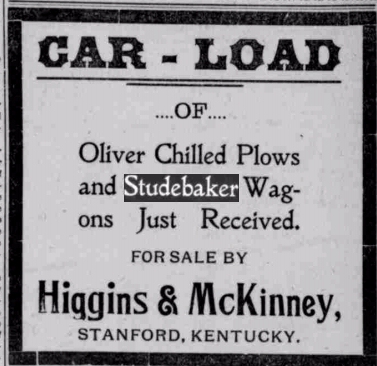 CAR - LOAD
....OF....
Oliver Chilled Plows
and Studebaker Wag-
ons Just Received.
FOR SALE BY
Higgins & McKinney,
STANFORD, KENTUCKY.